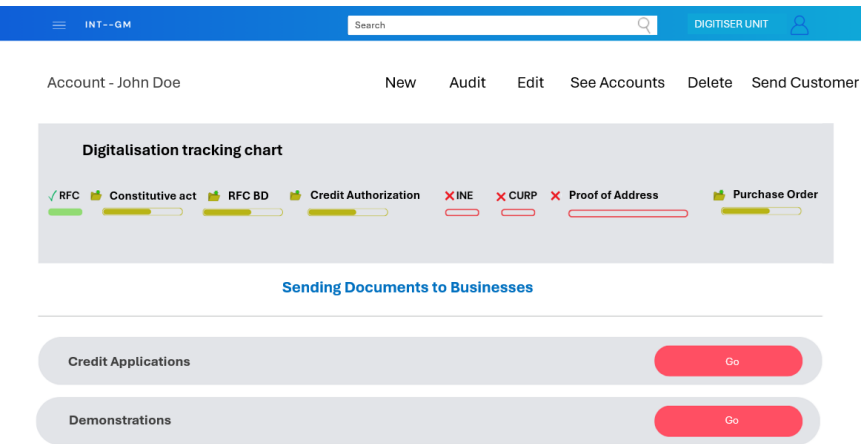 INT--GM
Search
DIGITISER UNIT
Account - John Doe
New Audit Edit See Accounts Delete Send Customer
Digitalisation tracking chart
RFC Constitutive act RFC BD Credit Authorization INE CURP Proof of Address Purchase Order
Sending Documents to Businesses
Credit Applications Go
Demonstrations Go